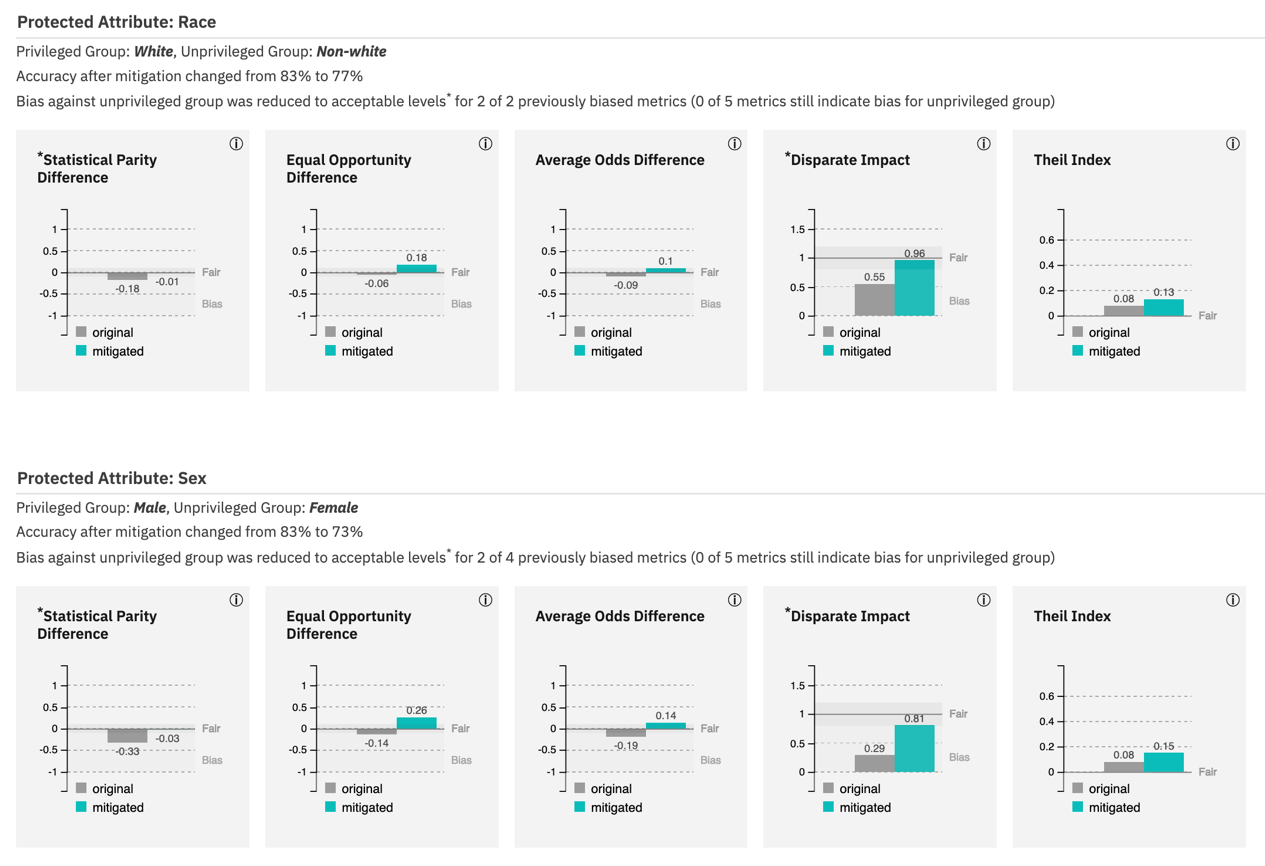 Protected Attribute: Race
Privileged Group: White, Unprivileged Group: Non-white
Accuracy after mitigation changed from 83% to 77%
Bias against unprivileged group was reduced to acceptable levels* for 2 of 2 previously biased metrics (0 of 5 metrics still indicate bias for unprivileged group)
*Statistical Parity
Difference
1
0.5
0
-0.5
-1
-0.18
-0.01
Fair
Bias
original
mitigated
Equal Opportunity
Difference
1
0.5
0
-0.5
-1
-0.06
0.18
Fair
Bias
original
mitigated
Average Odds Difference
1
0.5
0
-0.5
-1
-0.09
0.1
Fair
Bias
original
mitigated
*Disparate Impact
1.5
1
0.5
0
0.55
0.96
Fair
Bias
original
mitigated
Theil Index
0.6
0.4
0.2
0
0.08
0.13
Fair
original
mitigated
Protected Attribute: Sex
Privileged Group: Male, Unprivileged Group: Female
Accuracy after mitigation changed from 83% to 73%
Bias against unprivileged group was reduced to acceptable levels* for 2 of 4 previously biased metrics (0 of 5 metrics still indicate bias for unprivileged group)
*Statistical Parity
Difference
1
0.5
0
-0.5
-1
-0.33
-0.03
Fair
Bias
original
mitigated
Equal Opportunity
Difference
1
0.5
0
-0.5
-1
-0.14
0.26
Fair
Bias
original
mitigated
Average Odds Difference
1
0.5
0
-0.5
-1
-0.19
0.14
Fair
Bias
original
mitigated
*Disparate Impact
1.5
1
0.5
0
0.29
0.81
Fair
Bias
original
mitigated
Theil Index
0.6
0.4
0.2
0
0.08
0.15
Fair
original
mitigated